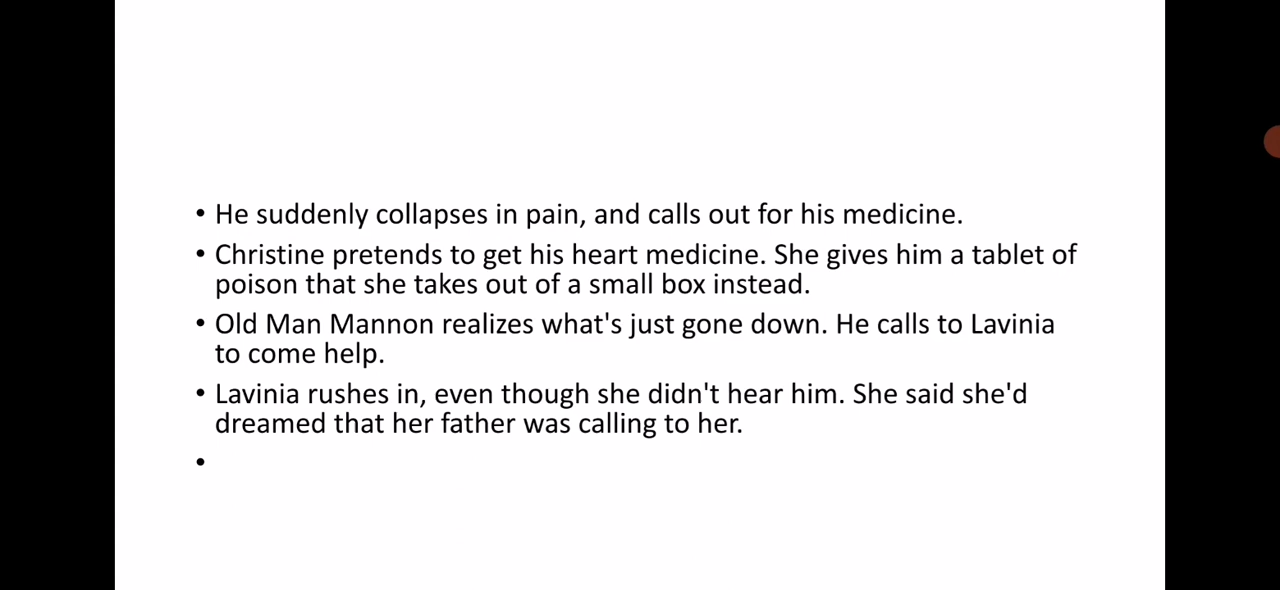 • He suddenly collapses in pain, and calls out for his medicine.
• Christine pretends to get his heart medicine. She gives him a tablet of
poison that she takes out of a small box instead.
• Old Man Mannon realizes what's just gone down. He calls to Lavinia
to come help.
• Lavinia rushes in, even though she didn't hear him. She said she'd
dreamed that her father was calling to her.
•